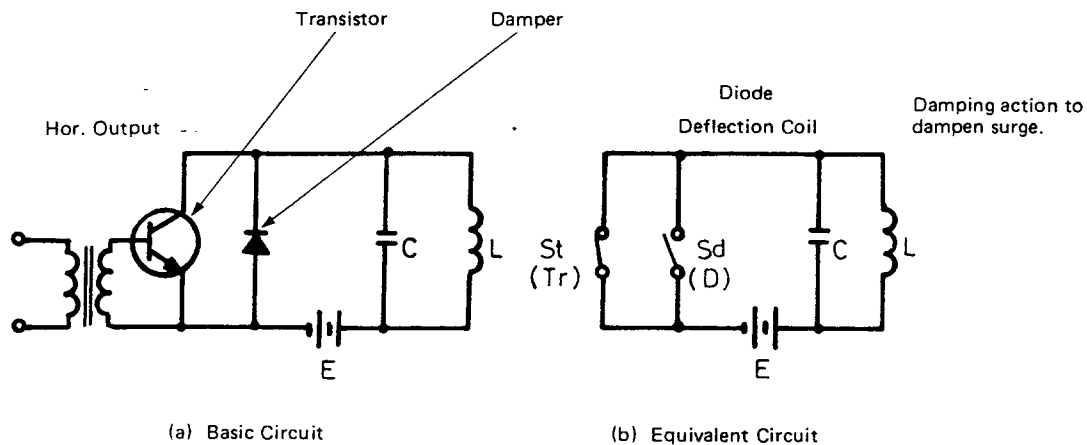 Transistor
Damper
Hor. Output
C
L
E
(a) Basic Circuit
Diode
Deflection Coil
Damping action to
dampen surge.
St
(Tr)
Sd
(D)
C
L
E
(b) Equivalent Circuit